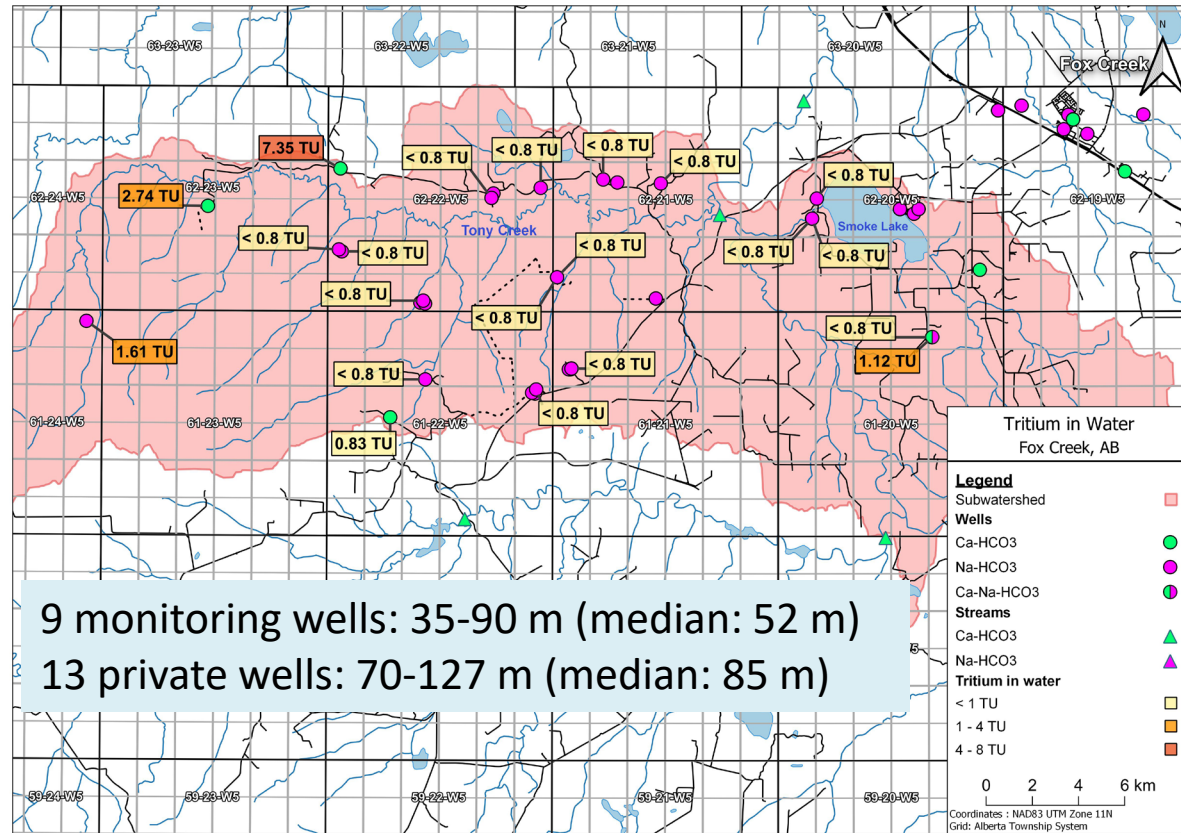 63-23-W5
63-22-W5
63-21-W5
63-20-W5
N
Fox Creek
7.35 TU
< 0.8 TU
< 0.8 TU
< 0.8 TU
< 0.8 TU
< 0.8 TU
62-24-W5
2.74 TU
62-23-W5
62-22-W5
62-21-W5
62-20-W5
62-19-W5
Tony Creek
Smoke Lake
< 0.8 TU
< 0.8 TU
< 0.8 TU
< 0.8 TU
< 0.8 TU
< 0.8 TU
< 0.8 TU
< 0.8 TU
1.61 TU
1.12 TU
< 0.8 TU
< 0.8 TU
< 0.8 TU
61-24-W5
61-23-W5
61-22-W5
61-21-W5
61-20-W5
0.83 TU
Tritium in Water
Fox Creek, AB
Legend
Subwatershed
Wells
Ca-HCO3
Na-HCO3
Ca-Na-HCO3
Streams
Ca-HCO3
Na-HCO3
Tritium in water
< 1 TU
1 - 4 TU
4 - 8 TU
0 2 4 6 km
Coordinates : NAD83 UTM Zone 11N
Grid: Alberta Township System
9 monitoring wells: 35-90 m (median: 52 m)
13 private wells: 70-127 m (median: 85 m)
59-24-W5
59-23-W5
59-22-W5
59-21-W5
59-20-W5